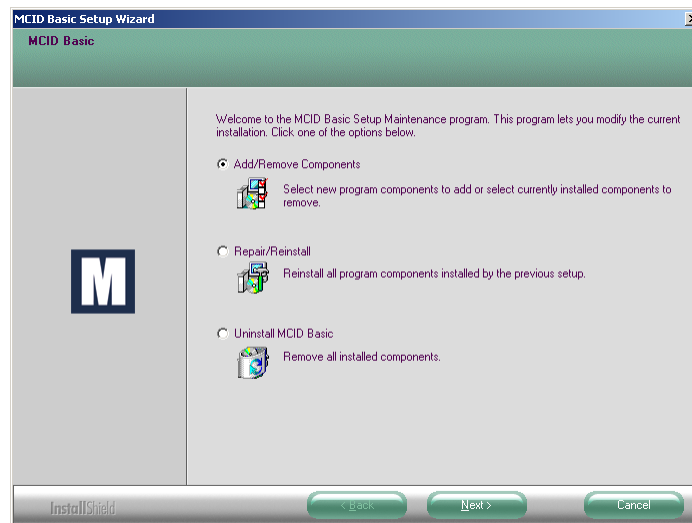 MCID Basic Setup Wizard
MCID Basic
Welcome to the MCID Basic Setup Maintenance program. This program lets you modify the current
installation. Click one of the options below.
Add/Remove Components
Select new program components to add or select currently installed components to
remove.
Repair/Reinstall
Reinstall all program components installed by the previous setup.
M
Uninstall MCID Basic
Remove all installed components.
InstallShield
< Back
Next >
Cancel